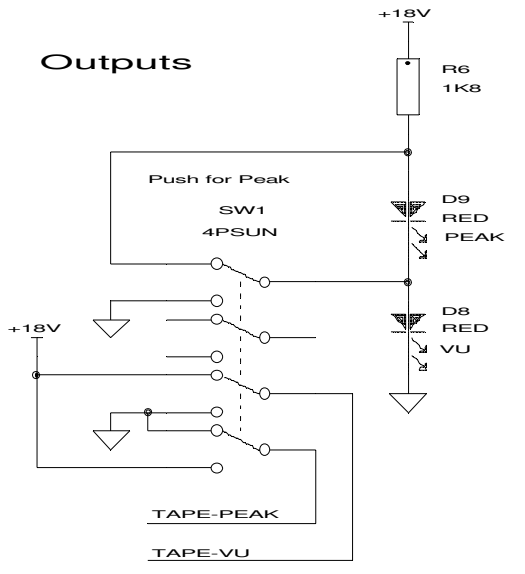 +18V
Outputs
R6
1K8
Push for Peak
SW1
4PSUN
D9
RED
PEAK
D8
RED
VU
+18V
TAPE-PEAK
TAPE-VU